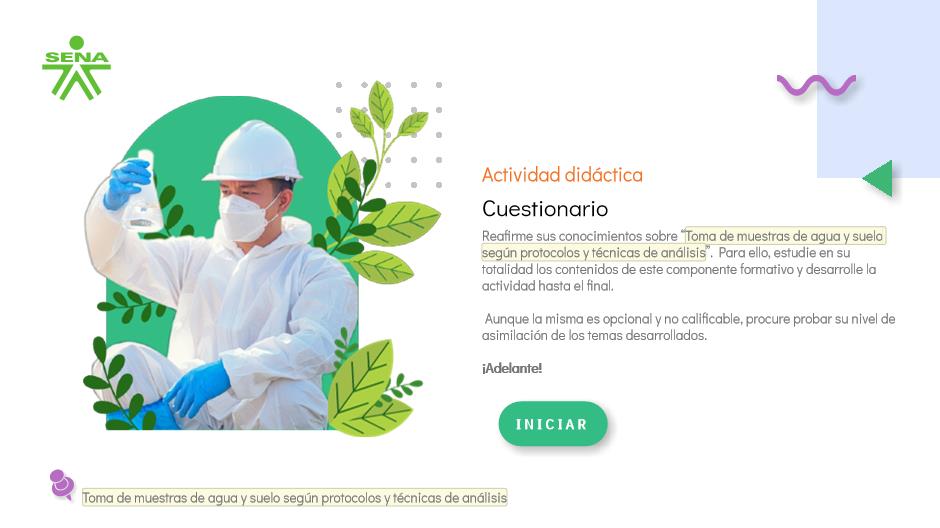 SENA
Actividad didáctica
Cuestionario
Reafirme sus conocimientos sobre “Toma de muestras de agua y suelo
según protocolos y técnicas de análisis”. Para ello, estudie en su
totalidad los contenidos de este componente formativo y desarrolle la
actividad hasta el final.
Aunque la misma es opcional y no calificable, procure probar su nivel de
asimilación de los temas desarrollados.
¡Adelante!
INICIAR
Toma de muestras de agua y suelo según protocolos y técnicas de análisis